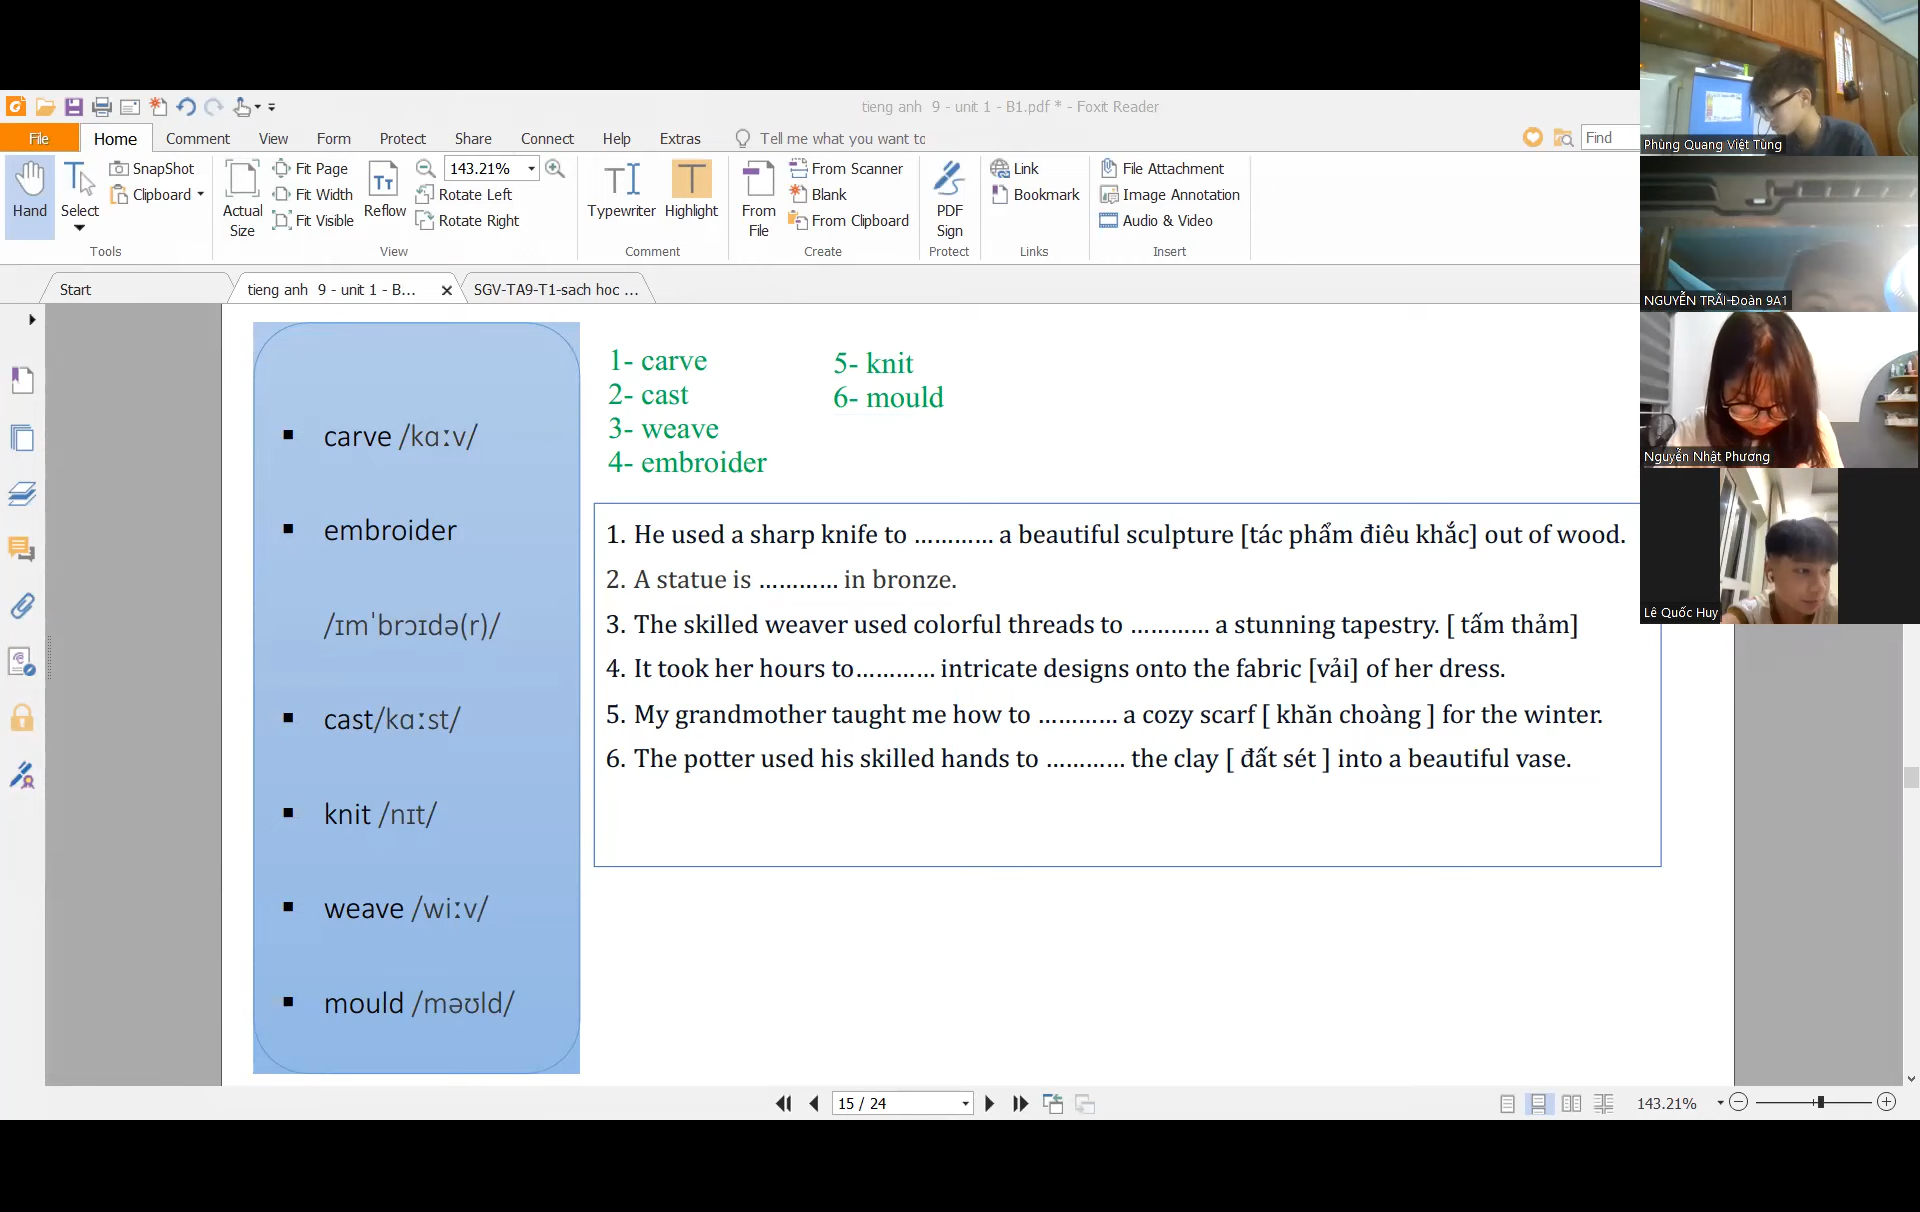 tieng anh 9 - unit 1 - B1.pdf * - Foxit Reader
File Home Comment View Form Protect Share Connect Help Extras Tell me what you want to Find
Hand
Select
SnapShot
Clipboard
Tools
Actual Size
Fit Page
Fit Width
Fit Visible
Reflow
143.21%
Rotate Left
Rotate Right
View
Typewriter
Highlight
Comment
From File
From Scanner
Blank
From Clipboard
Create
PDF Sign
Protect
Link
Bookmark
Links
File Attachment
Image Annotation
Audio & Video
Insert
Start
tieng anh 9 - unit 1 - B...
SGV-TA9-T1-sach hoc ...
carve /kɑːv/
embroider
/ɪmˈbrɔɪdə(r)/
cast/kɑːst/
knit /nɪt/
weave /wiːv/
mould /məʊld/
1- carve
2- cast
3- weave
4- embroider
5- knit
6- mould
1. He used a sharp knife to ………… a beautiful sculpture [tác phẩm điêu khắc] out of wood.
2. A statue is ………… in bronze.
3. The skilled weaver used colorful threads to ………… a stunning tapestry. [ tấm thảm]
4. It took her hours to………… intricate designs onto the fabric [vải] of her dress.
5. My grandmother taught me how to ………… a cozy scarf [ khăn choàng ] for the winter.
6. The potter used his skilled hands to ………… the clay [ đất sét ] into a beautiful vase.
15 / 24
143.21%
Phùng Quang Việt Tùng
NGUYỄN TRÃI-Đoàn 9A1
Nguyễn Nhật Phương
Lê Quốc Huy